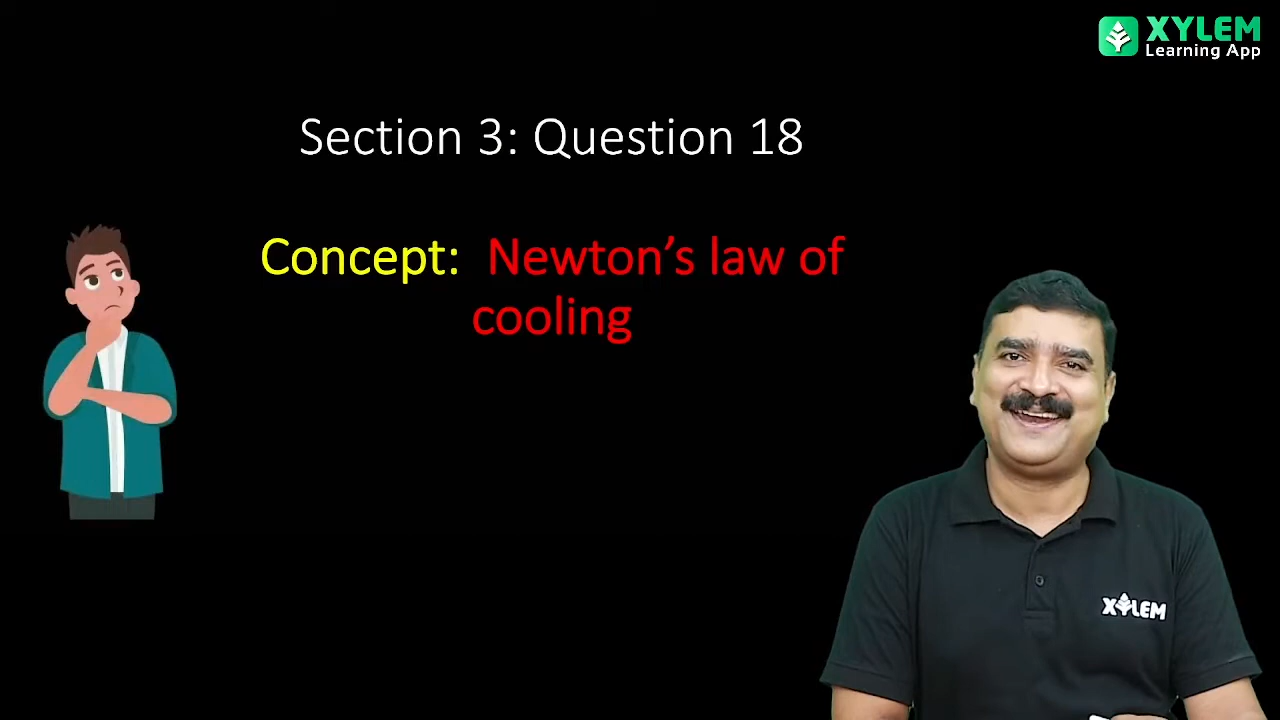 XYLEM
Learning App
Section 3: Question 18
Concept: Newton’s law of
cooling
XYLEM